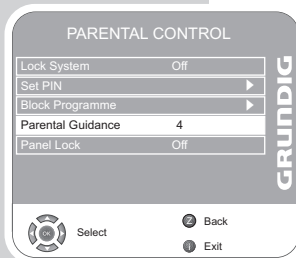 PARENTAL CONTROL
Lock System Off
Set PIN
Block Programme
Parental Guidance 4
Panel Lock Off
GRUNDIG
OK Select
Z Back
i Exit